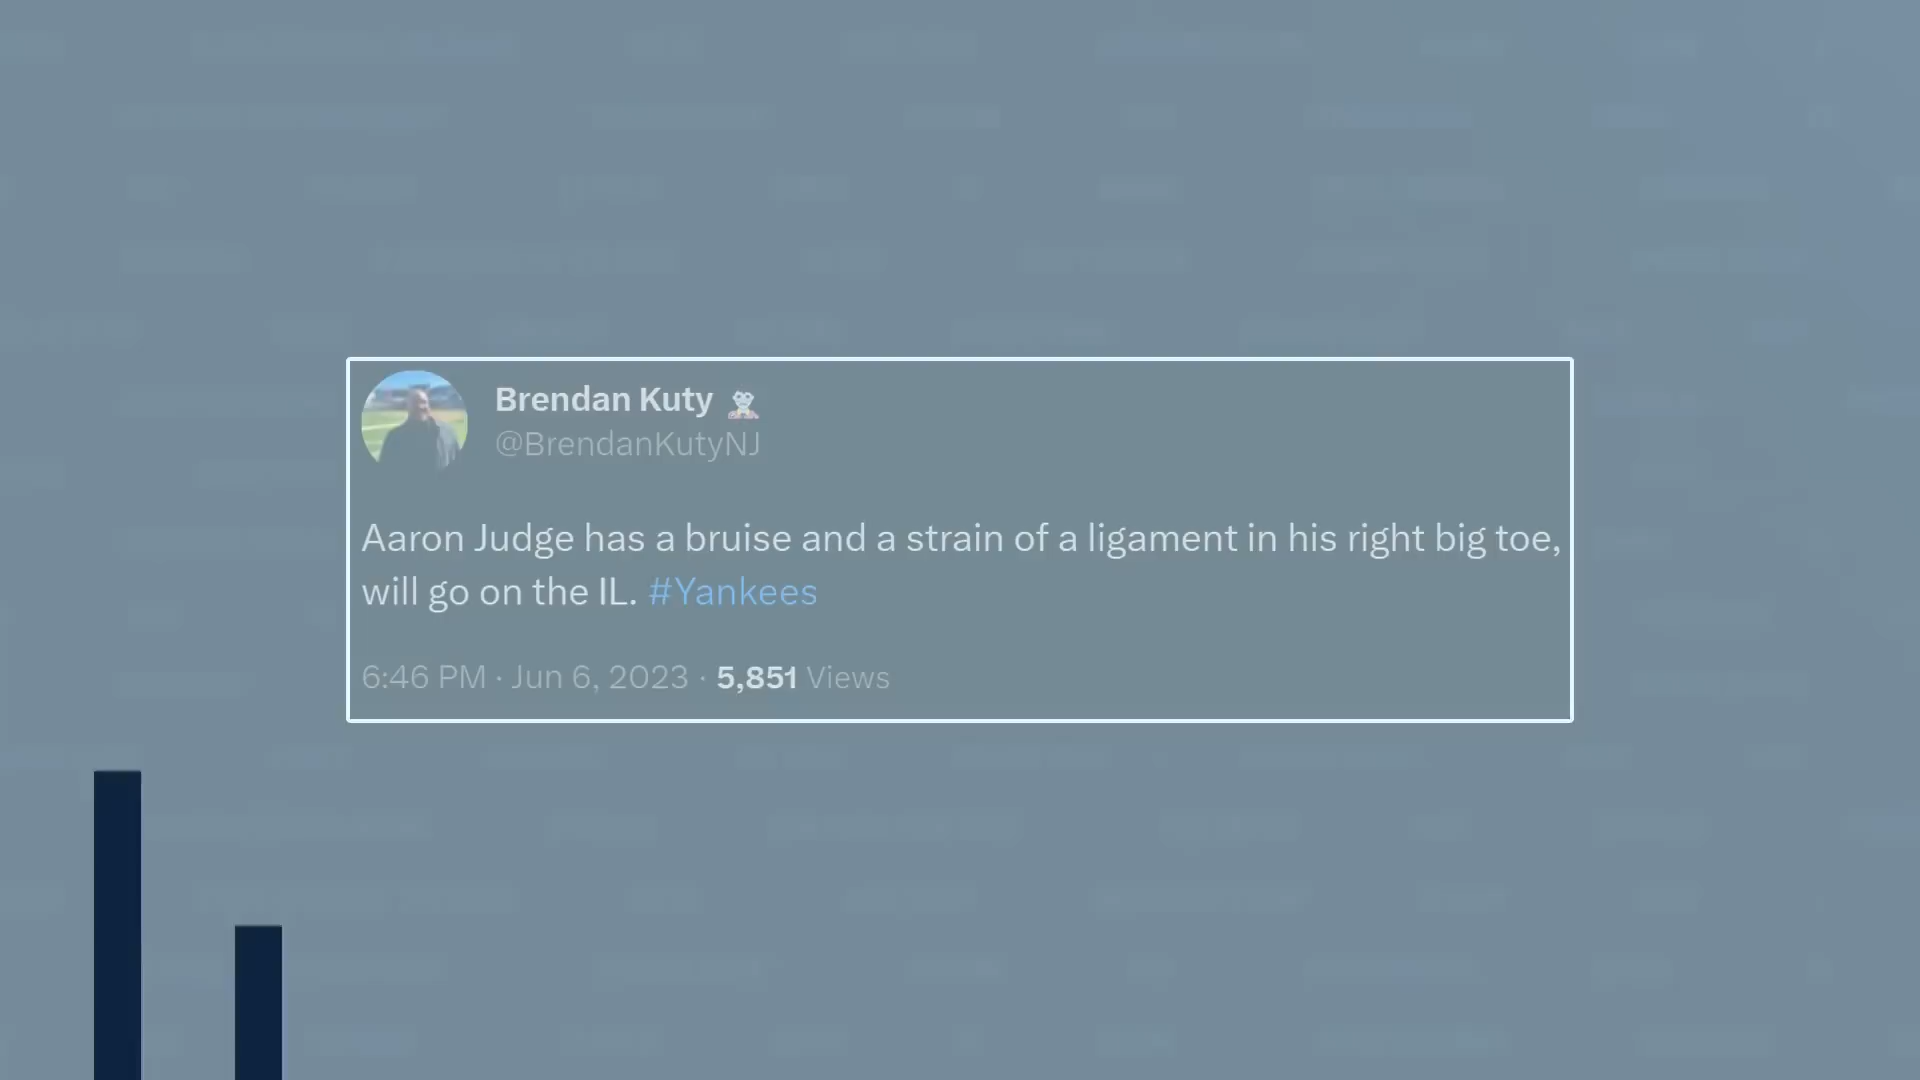 Brendan Kuty
@BrendanKutyNJ
Aaron Judge has a bruise and a strain of a ligament in his right big toe,
will go on the IL. #Yankees
6:46 PM · Jun 6, 2023 · 5,851 Views